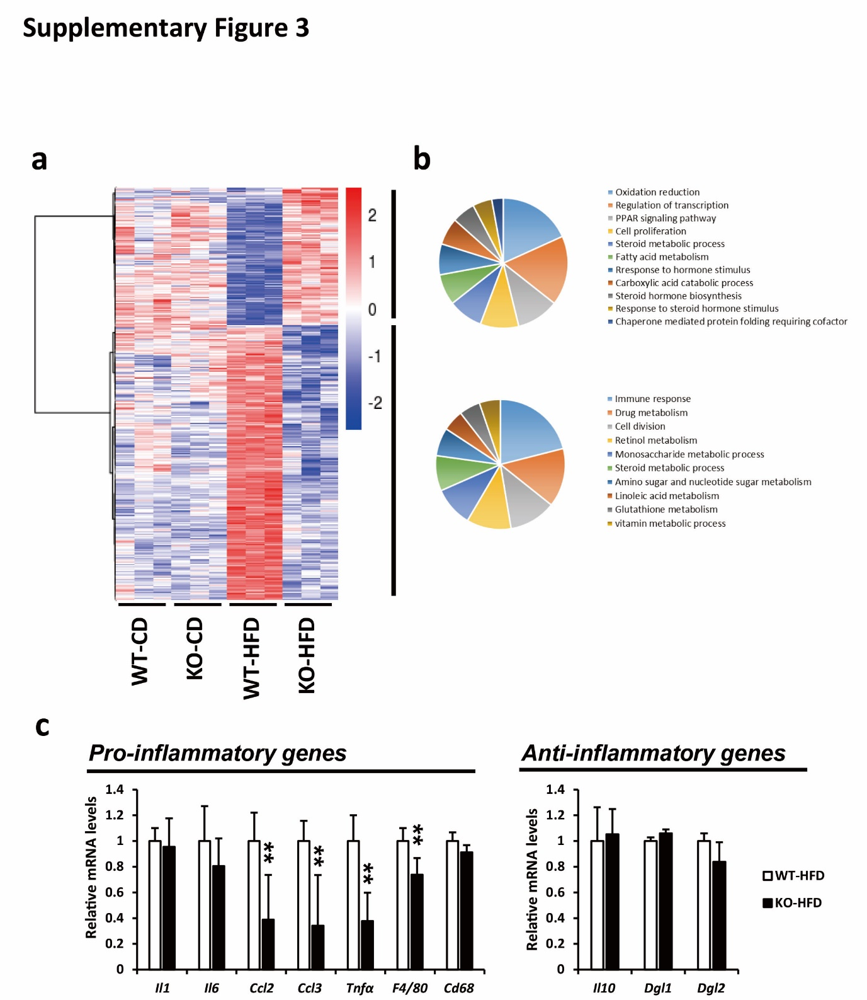 Supplementary Figure 3
a
b
2
1
0
-1
-2
WT-CD
KO-CD
WT-HFD
KO-HFD
Oxidation reduction
Regulation of transcription
PPAR signaling pathway
Cell proliferation
Steroid metabolic process
Fatty acid metabolism
Rresponse to hormone stimulus
Carboxylic acid catabolic process
Steroid hormone biosynthesis
Response to steroid hormone stimulus
Chaperone mediated protein folding requiring cofactor
Immune response
Drug metabolism
Cell division
Retinol metabolism
Monosaccharide metabolic process
Steroid metabolic process
Amino sugar and nucleotide sugar metabolism
Linoleic acid metabolism
Glutathione metabolism
vitamin metabolic process
c
Pro-inflammatory genes
Relative mRNA levels
1.4
1.2
1
0.8
0.6
0.4
0.2
0
**
**
**
**
Il1 Il6 Ccl2 Ccl3 Tnfα F4/80 Cd68
Anti-inflammatory genes
Relative mRNA levels
1.4
1.2
1
0.8
0.6
0.4
0.2
0
Il10 Dgl1 Dgl2
WT-HFD
KO-HFD